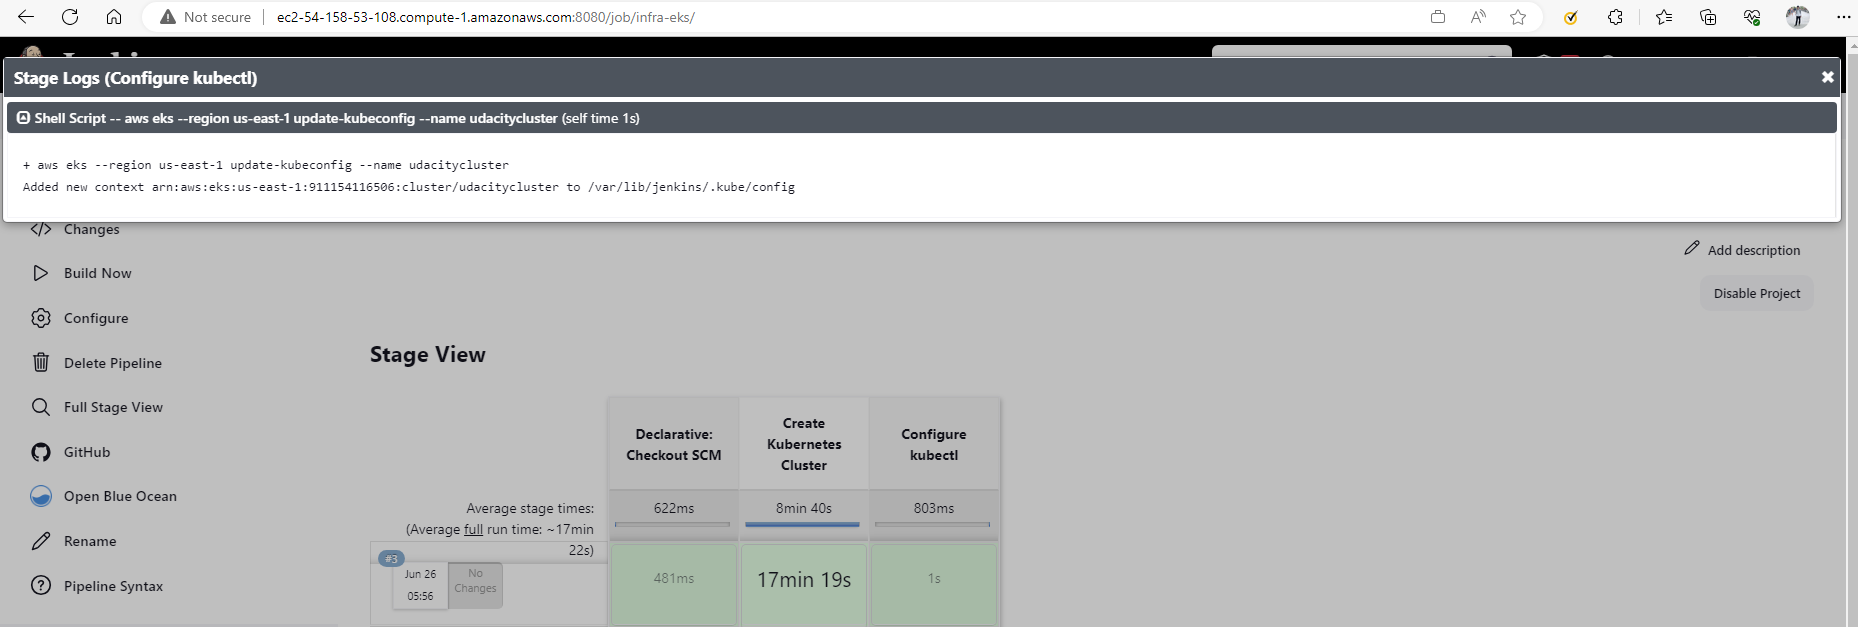 Not secure
ec2-54-158-53-108.compute-1.amazonaws.com:8080/job/infra-eks/
Stage Logs (Configure kubectl)
Shell Script -- aws eks --region us-east-1 update-kubeconfig --name udacitycluster (self time 1s)
+ aws eks --region us-east-1 update-kubeconfig --name udacitycluster
Added new context arn:aws:eks:us-east-1:911154116506:cluster/udacitycluster to /var/lib/jenkins/.kube/config
Changes
Build Now
Configure
Delete Pipeline
Full Stage View
GitHub
Open Blue Ocean
Rename
Pipeline Syntax
Add description
Disable Project
Stage View
Declarative:
Checkout SCM
Create
Kubernetes
Cluster
Configure
kubectl
Average stage times:
(Average full run time: ~17min
22s)
622ms
8min 40s
803ms
#3
Jun 26
05:56
No
Changes
481ms
17min 19s
1s